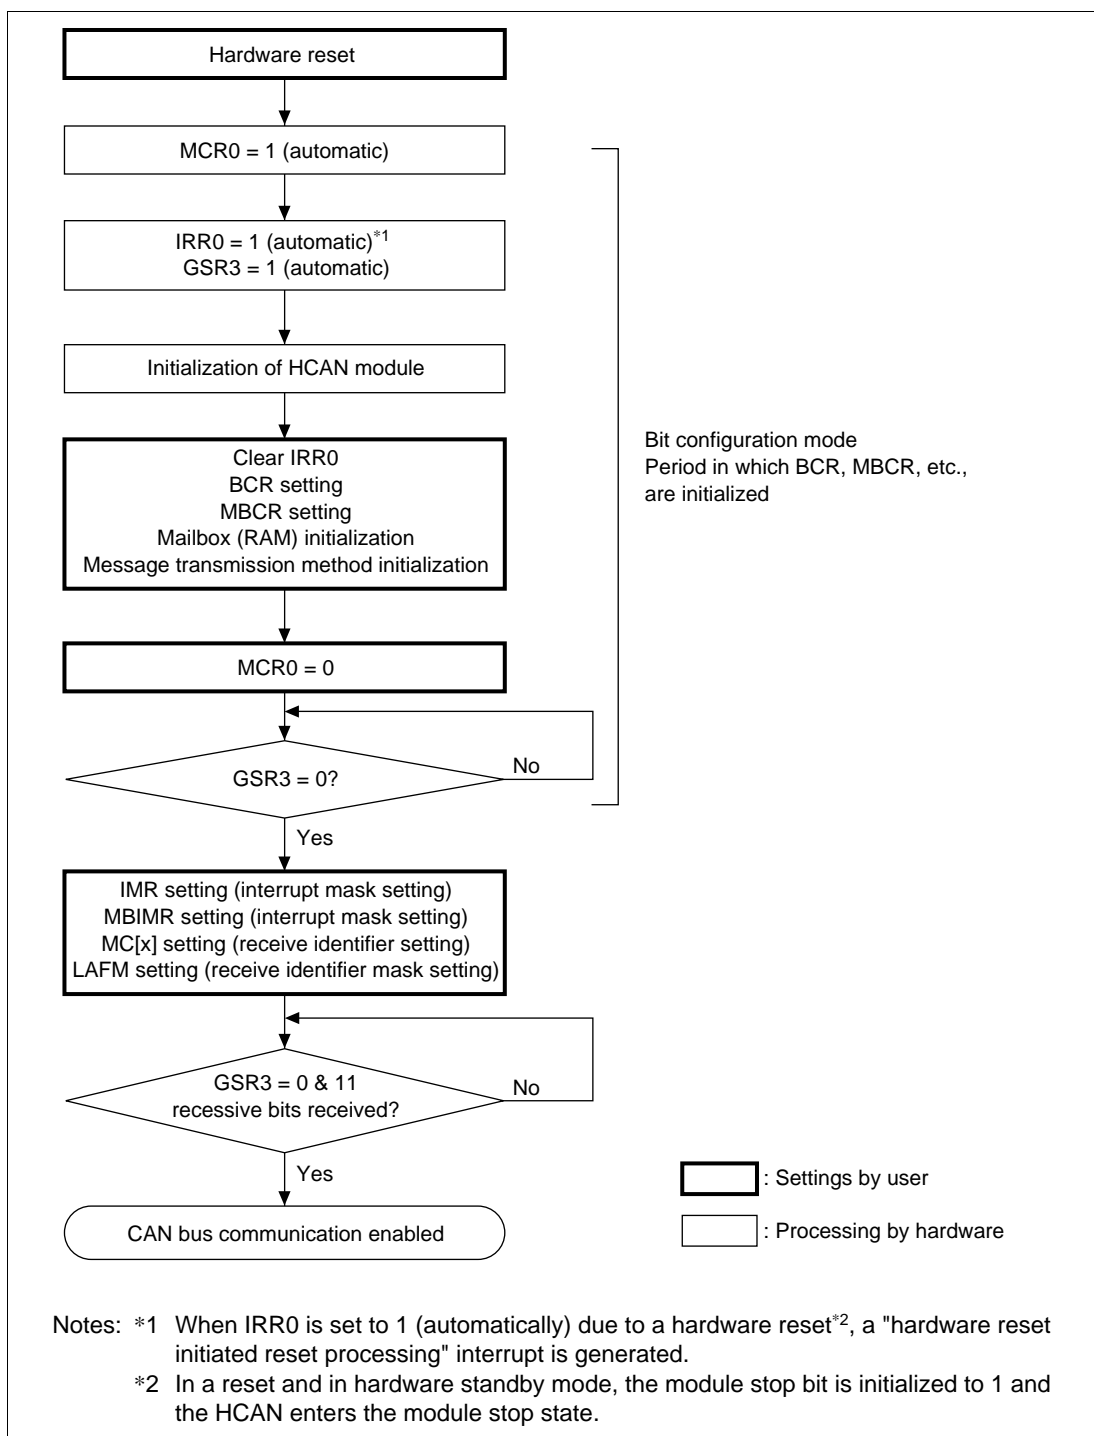 Hardware reset
MCR0 = 1 (automatic)
IRR0 = 1 (automatic)*1
GSR3 = 1 (automatic)
Initialization of HCAN module
Clear IRR0
BCR setting
MBCR setting
Mailbox (RAM) initialization
Message transmission method initialization
Bit configuration mode
Period in which BCR, MBCR, etc.,
are initialized
MCR0 = 0
GSR3 = 0?
No
Yes
IMR setting (interrupt mask setting)
MBIMR setting (interrupt mask setting)
MC[x] setting (receive identifier setting)
LAFM setting (receive identifier mask setting)
GSR3 = 0 & 11
recessive bits received?
No
Yes
CAN bus communication enabled
: Settings by user
: Processing by hardware
Notes: *1 When IRR0 is set to 1 (automatically) due to a hardware reset*2, a "hardware reset
initiated reset processing" interrupt is generated.
*2 In a reset and in hardware standby mode, the module stop bit is initialized to 1 and
the HCAN enters the module stop state.